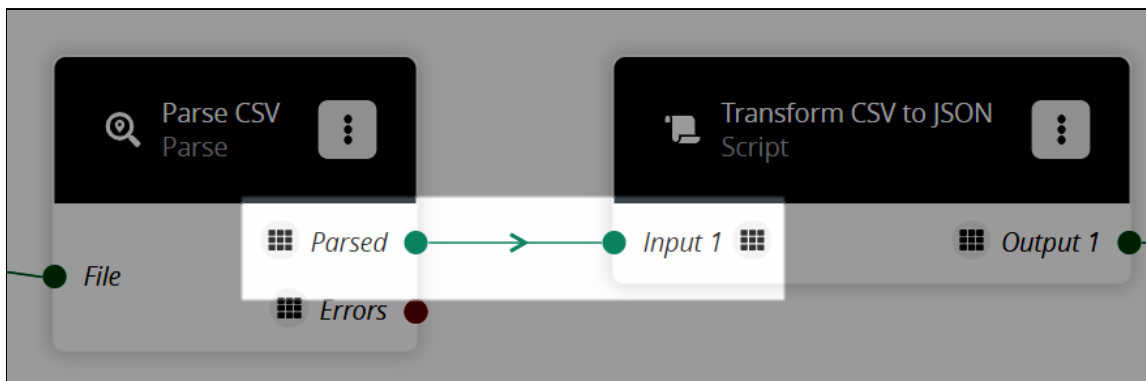 Parse CSV
Parse
File
Parsed
Errors
Transform CSV to JSON
Script
Input 1
Output 1